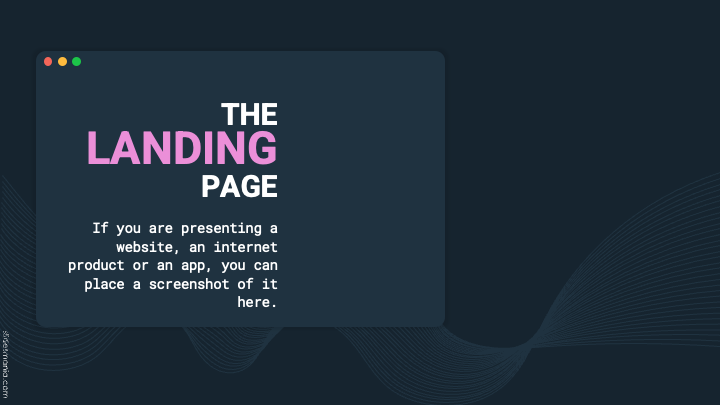 THE
LANDING
PAGE
If you are presenting a
website, an internet
product or an app, you can
place a screenshot of it
here.
slidesmania.com